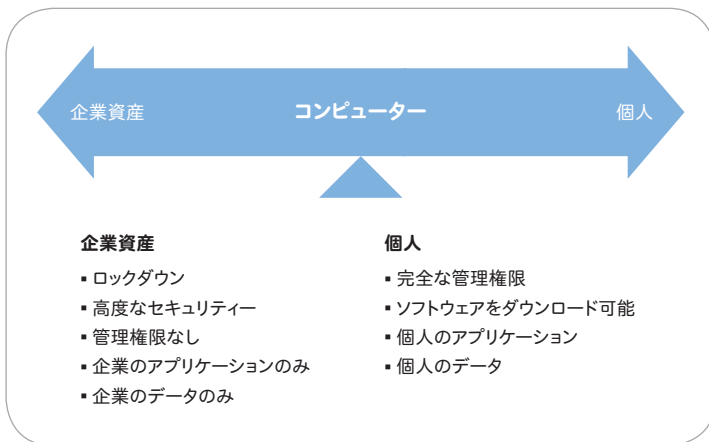 企業資産
コンピューター
個人
企業資産
▪ ロックダウン
▪ 高度なセキュリティー
▪ 管理権限なし
▪ 企業のアプリケーションのみ
▪ 企業のデータのみ
個人
▪ 完全な管理権限
▪ ソフトウェアをダウンロード可能
▪ 個人のアプリケーション
▪ 個人のデータ